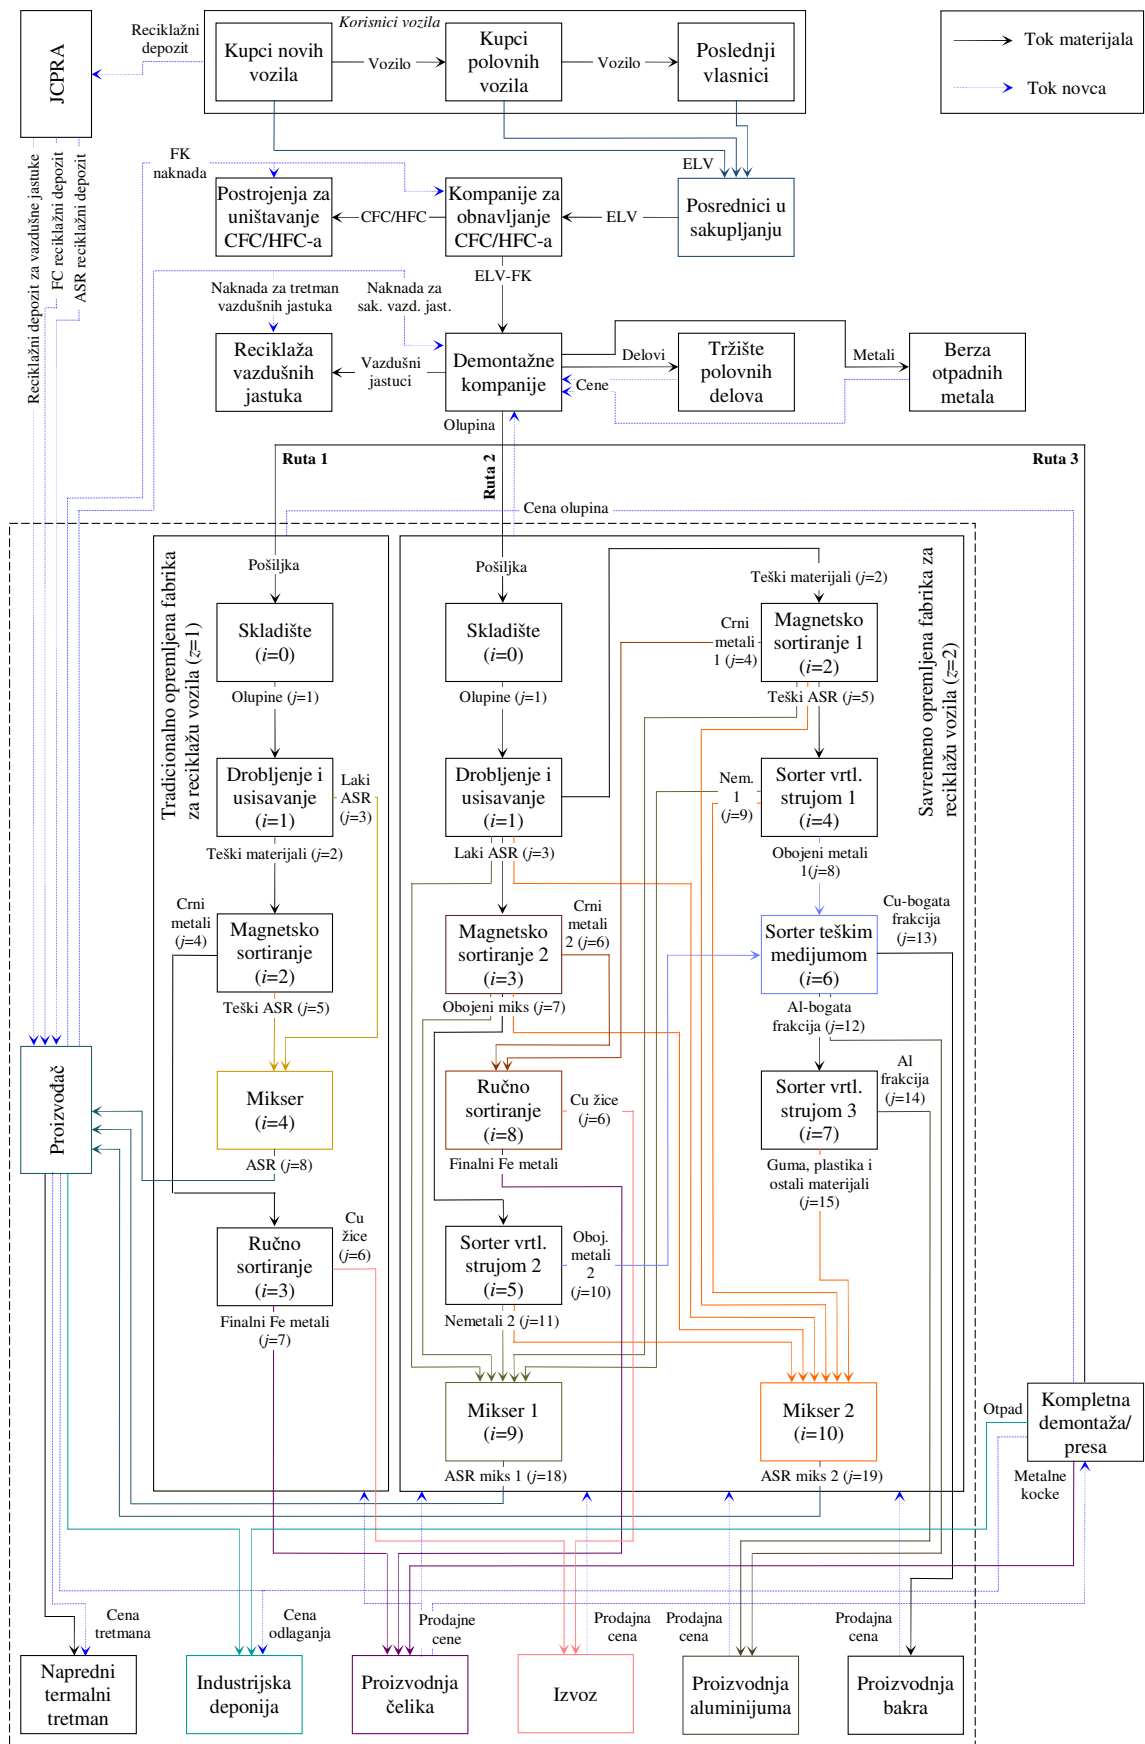 Korisnici vozila
Reciklažni
depozit
JCPRA
Kupci novih
vozila
Vozilo
Kupci
polovnih
vozila
Vozilo
Poslednji
vlasnici
Tok materijala
Tok novca
Reciklažni depozit za vazdušne jastuke
FC reciklažni depozit
ASR reciklažni depozit
FK
naknada
ELV
Postrojenja za
uništavanje
CFC/HFC-a
CFC/HFC
Kompanije za
obnavljanje
CFC/HFC-a
ELV
Posrednici u
sakupljanju
ELV-FK
Naknada za tretman
vazdušnih jastuka
Naknada za
sak. vazd. jast.
Reciklaža
vazdušnih
jastuka
Vazdušni
jastuci
Demontažne
kompanije
Delovi
Cene
Tržište
polovnih
delova
Metali
Berza
otpadnih
metala
Olupina
Ruta 1
Ruta 2
Ruta 3
Cena olupina
Tradicionalno opremljena fabrika
za reciklažu vozila (z=1)
Pošiljka
Skladište
(i=0)
Olupine (j=1)
Drobljenje i
usisavanje
(i=1)
Laki
ASR
(j=3)
Teški materijali (j=2)
Crni
metali
(j=4)
Magnetsko
sortiranje
(i=2)
Teški ASR (j=5)
Mikser
(i=4)
ASR (j=8)
Ručno
sortiranje
(i=3)
Cu
žice
(j=6)
Finalni Fe metali
(j=7)
Savremeno opremljena fabrika za
reciklažu vozila (z=2)
Pošiljka
Skladište
(i=0)
Olupine (j=1)
Drobljenje i
usisavanje
(i=1)
Laki ASR (j=3)
Teški materijali (j=2)
Crni
metali
1 (j=4)
Magnetsko
sortiranje 1
(i=2)
Teški ASR (j=5)
Nem.
1
(j=9)
Sorter vrtl.
strujom 1
(i=4)
Obojeni metali
1(j=8)
Magnetsko
sortiranje 2
(i=3)
Crni
metali
2 (j=6)
Obojeni miks (j=7)
Sorter teškim
medijumom
(i=6)
Cu-bogata
frakcija
(j=13)
Al-bogata
frakcija (j=12)
Ručno
sortiranje
(i=8)
Cu žice
(j=6)
Finalni Fe metali
Sorter vrtl.
strujom 3
(i=7)
Al
frakcija
(j=14)
Guma, plastika i
ostali materijali
(j=15)
Sorter vrtl.
strujom 2
(i=5)
Oboj.
metali
2
(j=10)
Nemetali 2 (j=11)
Mikser 1
(i=9)
ASR miks 1 (j=18)
Mikser 2
(i=10)
ASR miks 2 (j=19)
Proizvođač
Otpad
Kompletna
demontaža/
presa
Metalne
kocke
Cena
tretmana
Cena
odlaganja
Prodajne
cene
Prodajna
cena
Prodajna
cena
Prodajna
cena
Napredni
termalni
tretman
Industrijska
deponija
Proizvodnja
čelika
Izvoz
Proizvodnja
aluminijuma
Proizvodnja
bakra